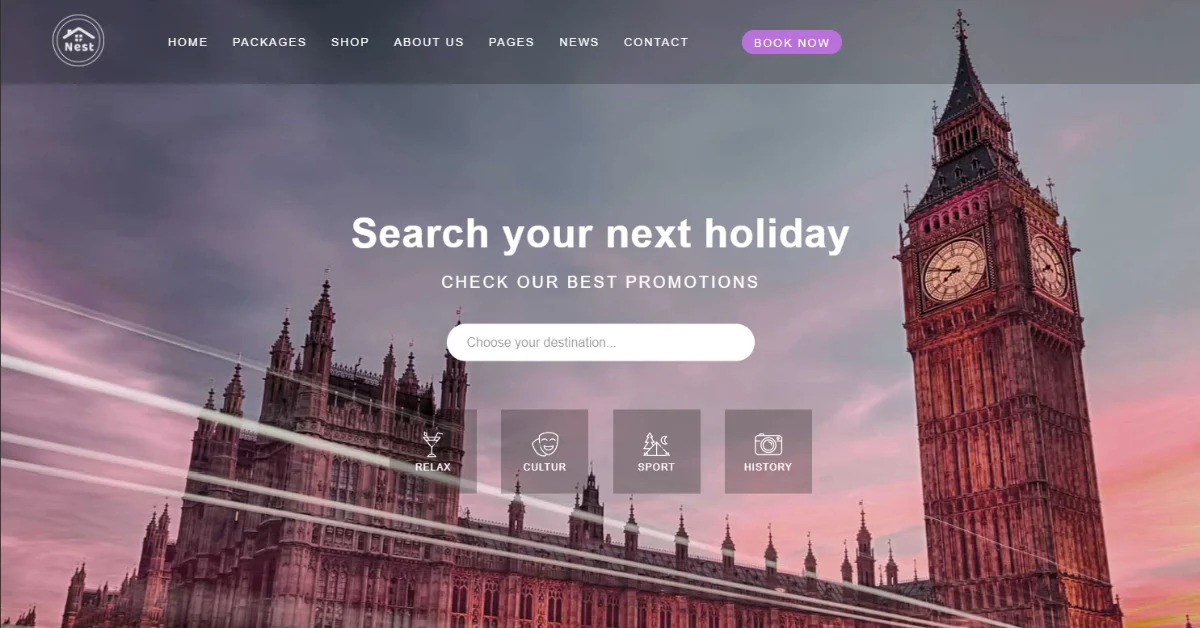 Nest
HOME PACKAGES SHOP ABOUT US PAGES NEWS CONTACT BOOK NOW
Search your next holiday
CHECK OUR BEST PROMOTIONS
Choose your destination...
RELAX CULTUR SPORT HISTORY